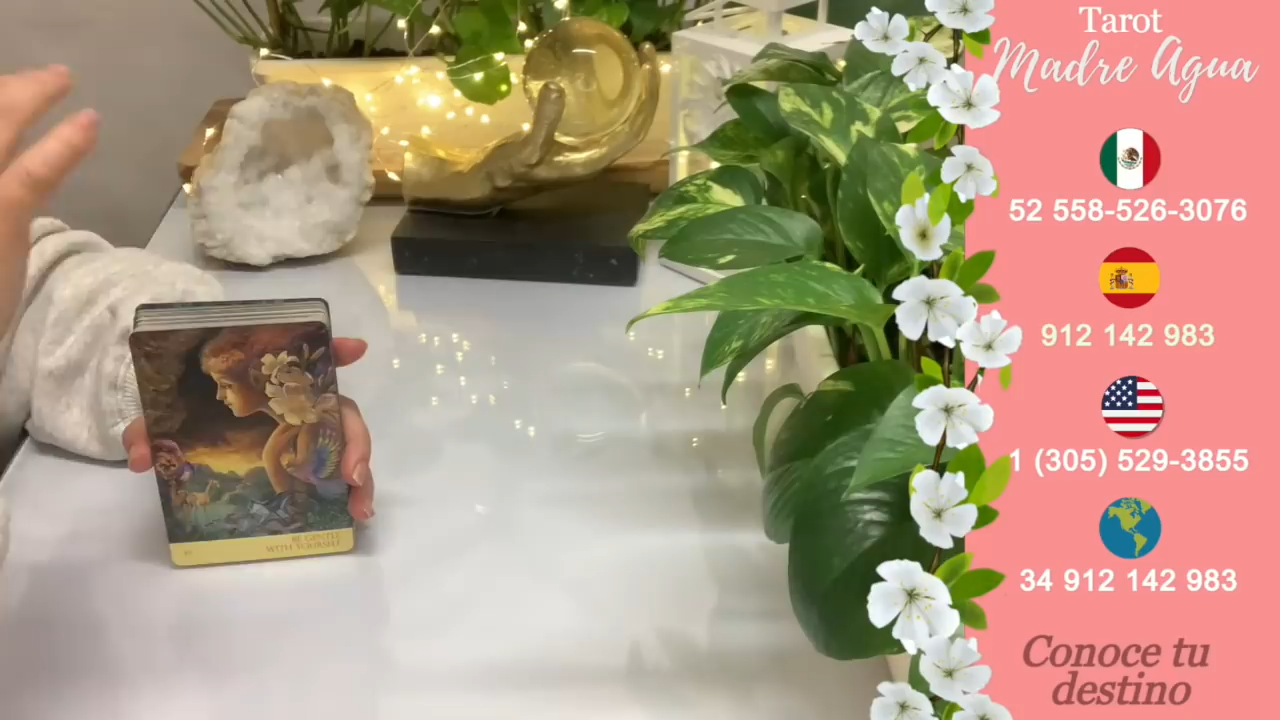 Tarot
Madre Agua
52 558-526-3076
912 142 983
1 (305) 529-3855
34 912 142 983
Conoce tu
destino
BE GENTLE
WITH YOURSELF